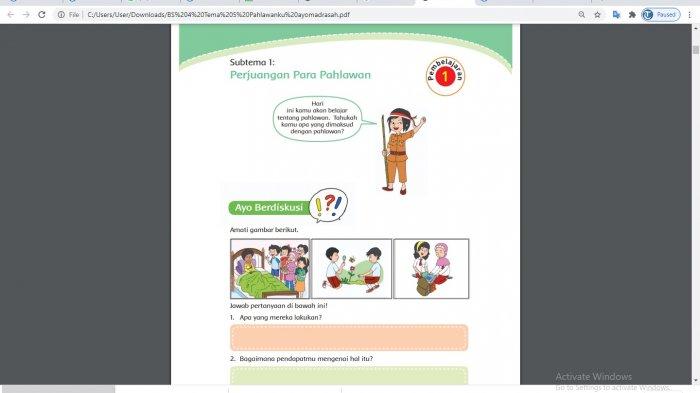 File | C:/Users/User/Downloads/BS%204%20Tema%205%20Pahlawanku%20ayomadrasah.pdf
Paused
Subtema 1:
Perjuangan Para Pahlawan
Pembelajaran
1
Hari
ini kamu akan belajar
tentang pahlawan. Tahukah
kamu apa yang dimaksud
dengan pahlawan?
Ayo Berdiskusi
!?!
Amati gambar berikut.
Jawab pertanyaan di bawah ini!
1. Apa yang mereka lakukan?
2. Bagaimana pendapatmu mengenai hal itu?
Activate Windows
Go to Settings to activate Windows.